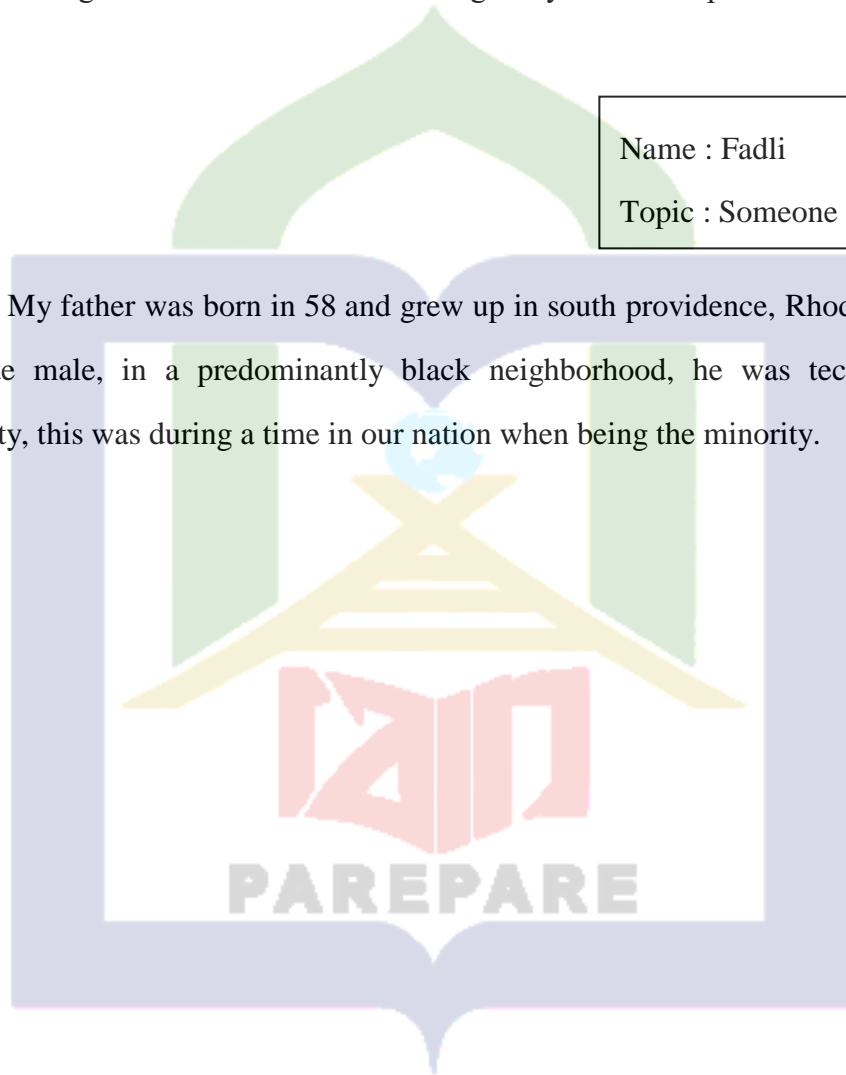 Name : Fadli
Topic : Someone
My father was born in 58 and grew up in south providence, Rhod
e male, in a predominantly black neighborhood, he was tec
ty, this was during a time in our nation when being the minority.
PAREPARE